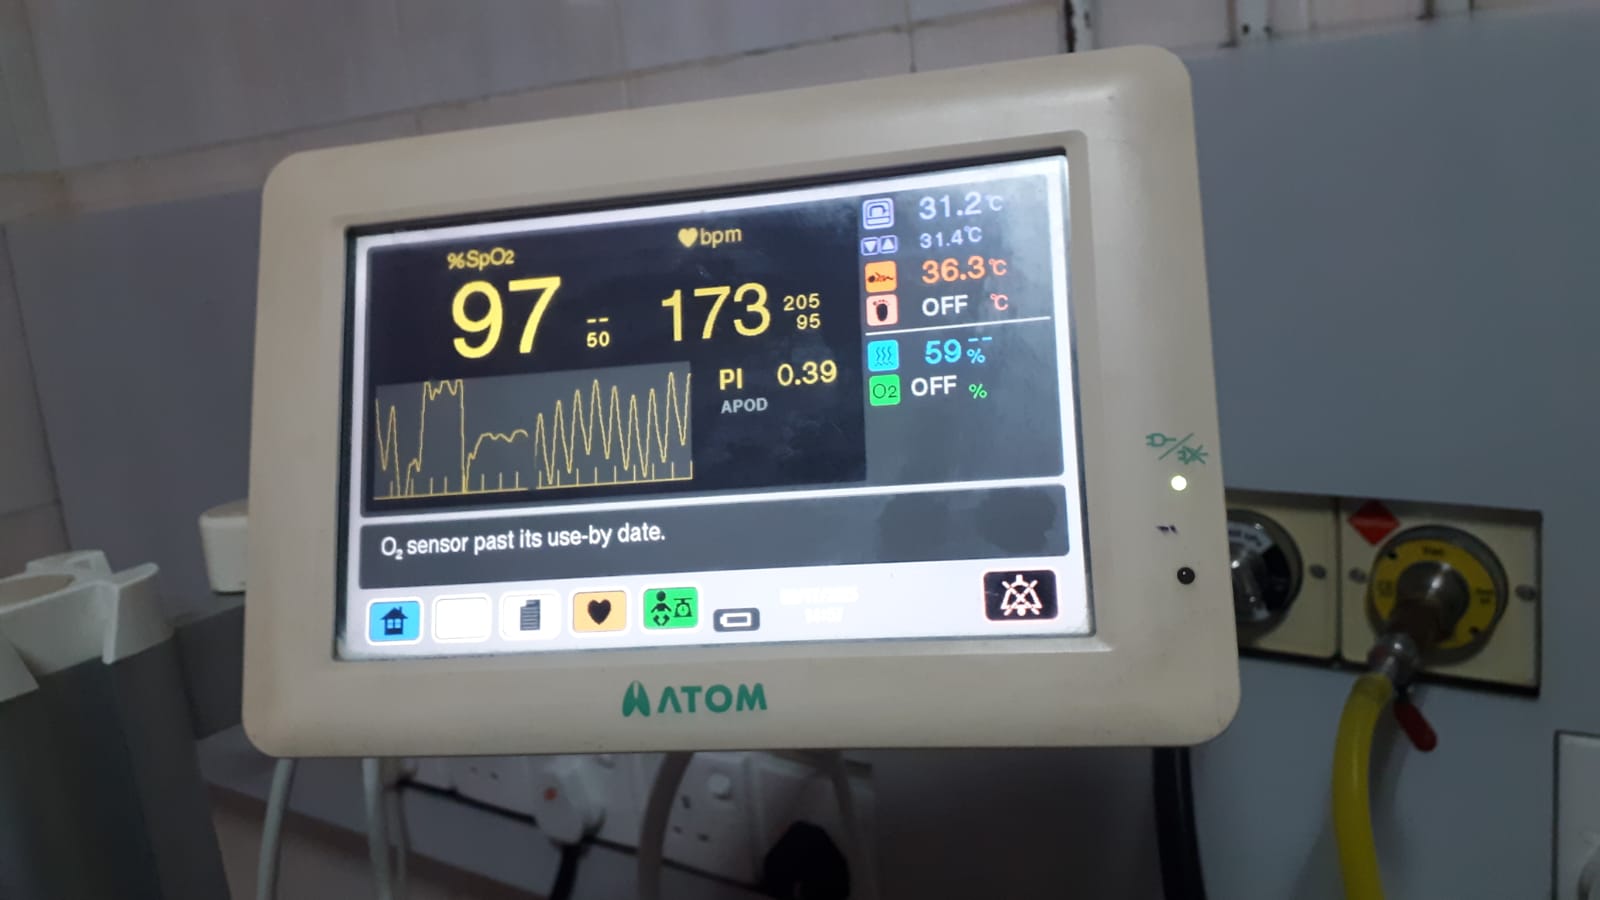 %SpO2
97
--
50
bpm
173
205
95
PI 0.39
APOD
31.2°C
31.4°C
36.3°C
OFF °C
59 --%
O2 OFF %
O2 sensor past its use-by date.
ATOM